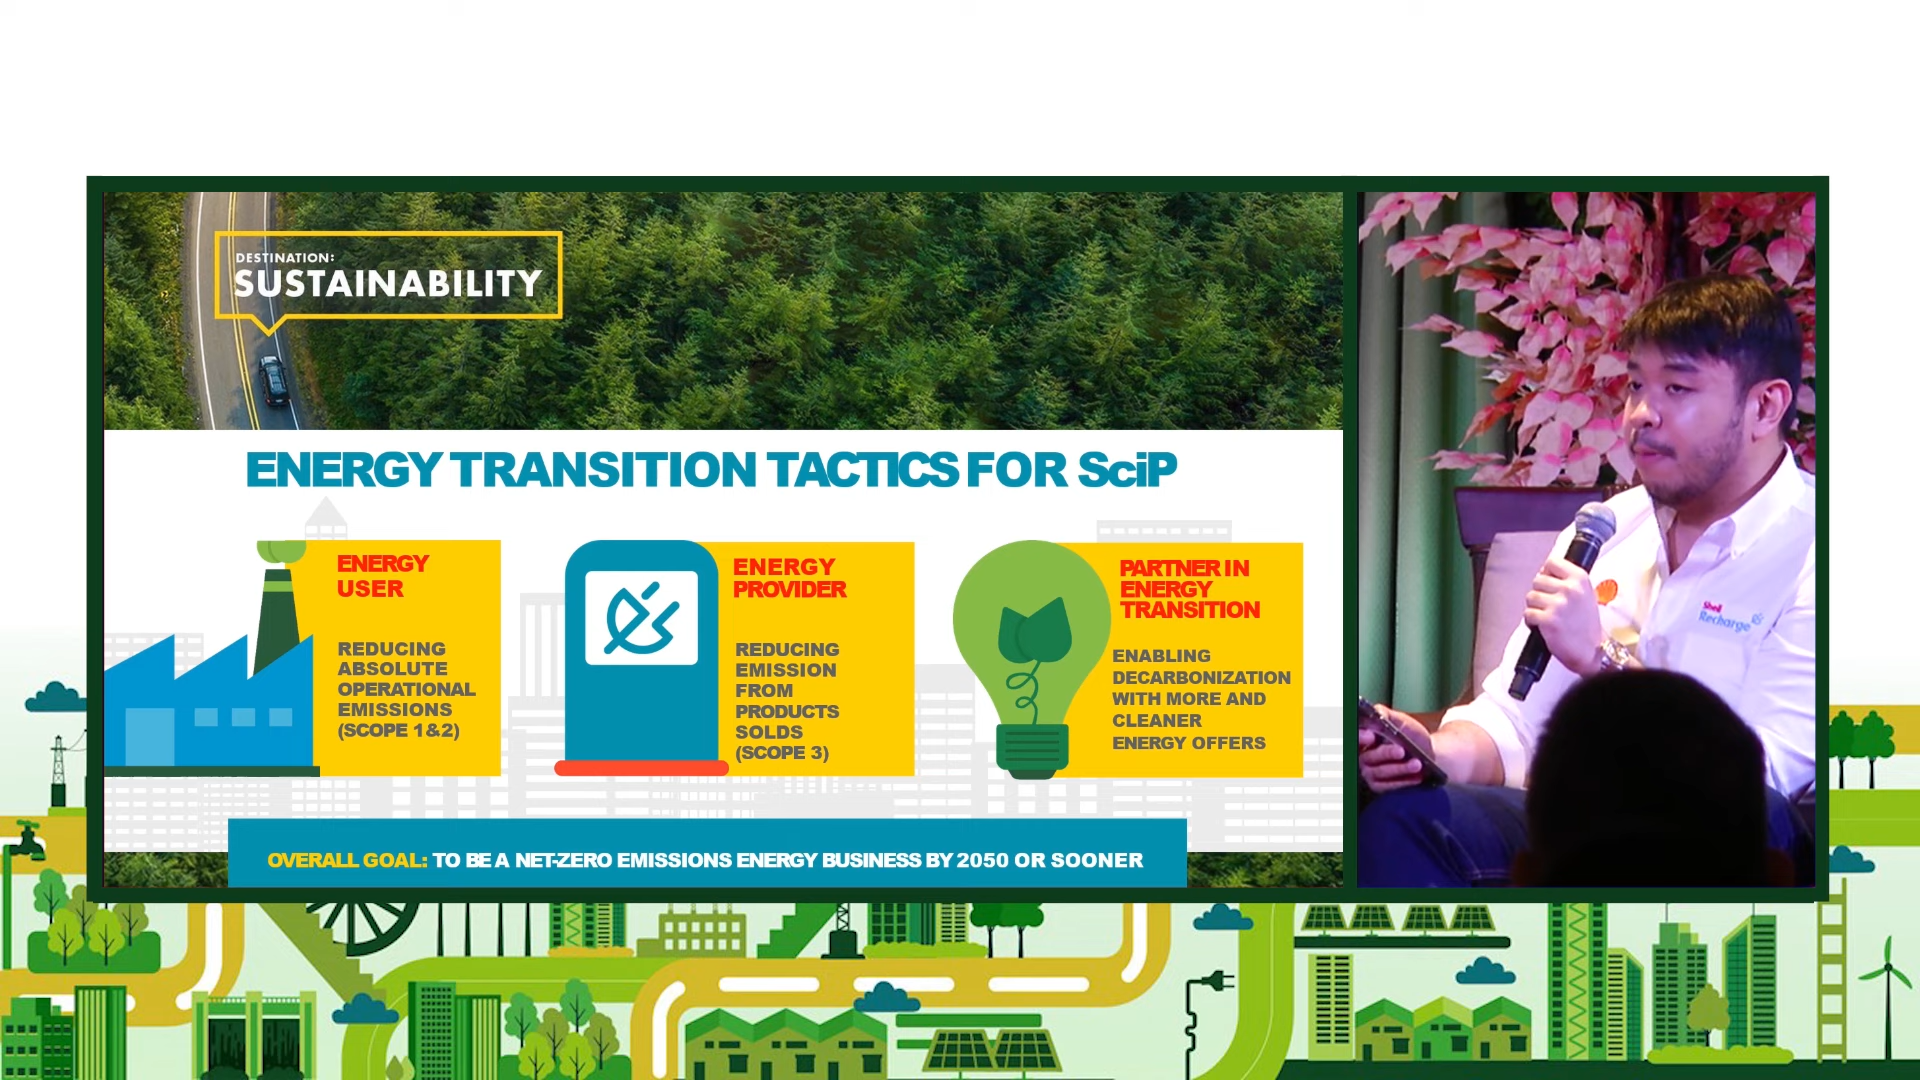 DESTINATION:
SUSTAINABILITY
ENERGY TRANSITION TACTICS FOR SciP
ENERGY
USER
REDUCING
ABSOLUTE
OPERATIONAL
EMISSIONS
(SCOPE 1&2)
ENERGY
PROVIDER
REDUCING
EMISSION
FROM
PRODUCTS
SOLDS
(SCOPE 3)
PARTNER IN
ENERGY
TRANSITION
ENABLING
DECARBONIZATION
WITH MORE AND
CLEANER
ENERGY OFFERS
OVERALL GOAL: TO BE A NET-ZERO EMISSIONS ENERGY BUSINESS BY 2050 OR SOONER
Shell
Recharge